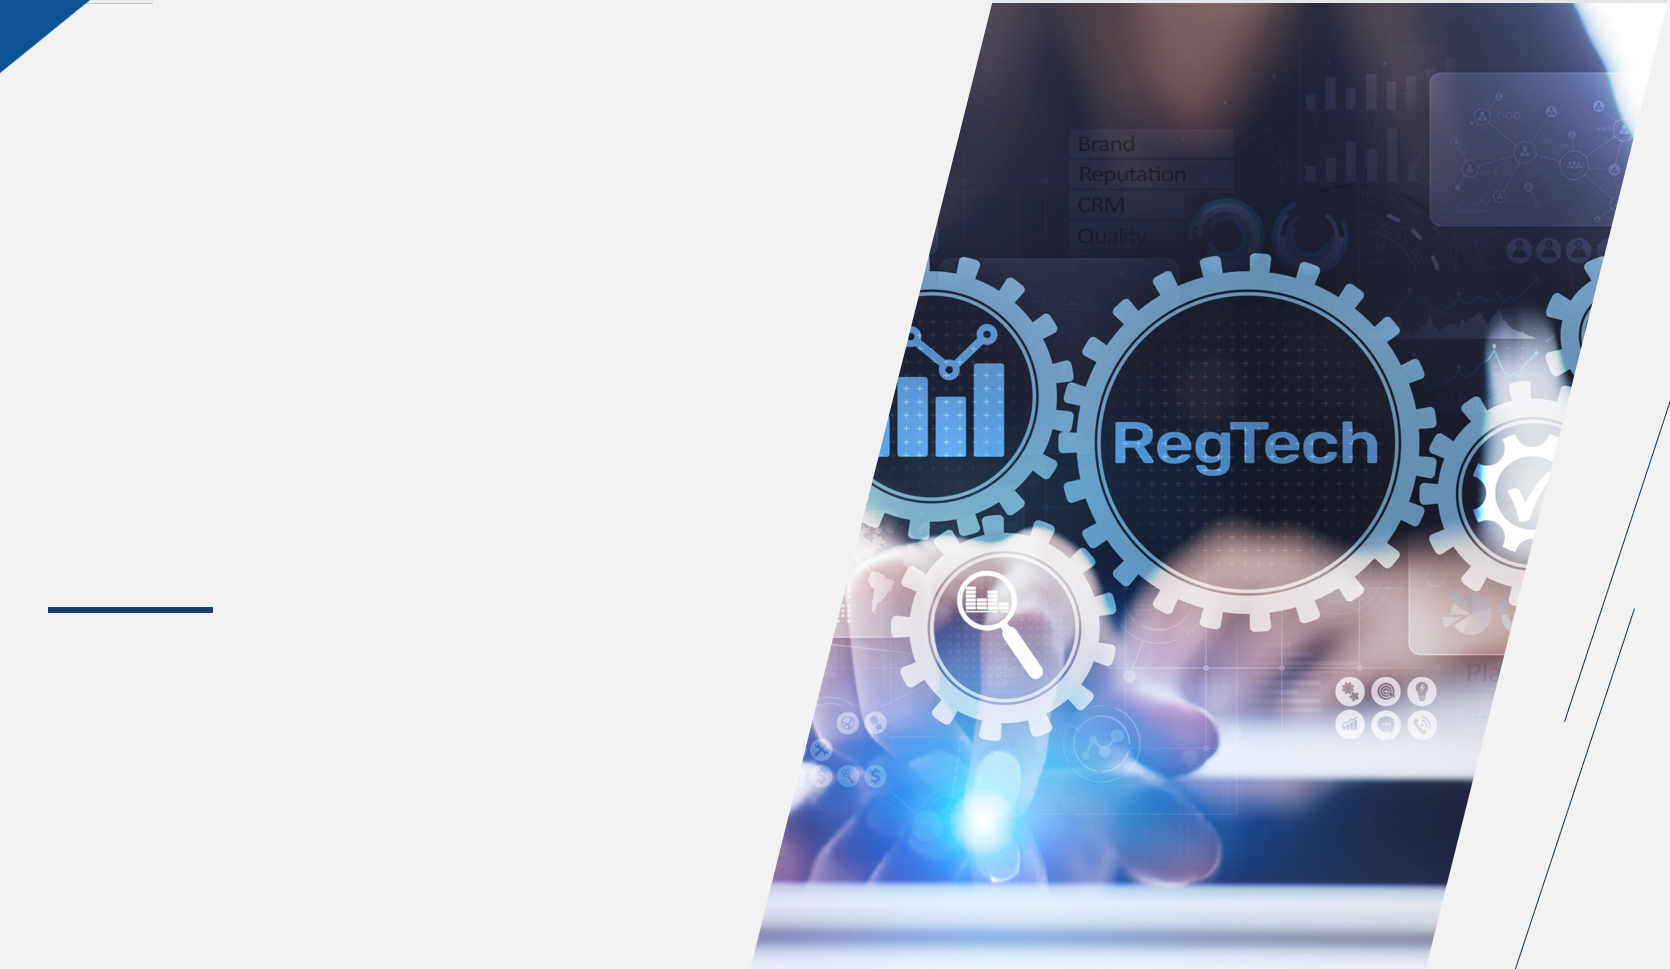 Brand
Reputation
CRM
Quality
RegTech